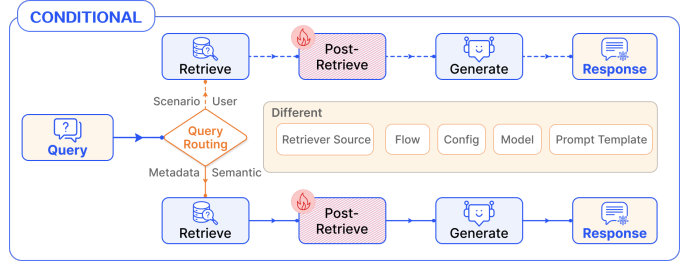 CONDITIONAL
Retrieve
Post-
Retrieve
Generate
Response
Scenario User
Query
Query
Routing
Different
Retriever Source
Flow
Config
Model
Prompt Template
Metadata Semantic
Retrieve
Post-
Retrieve
Generate
Response